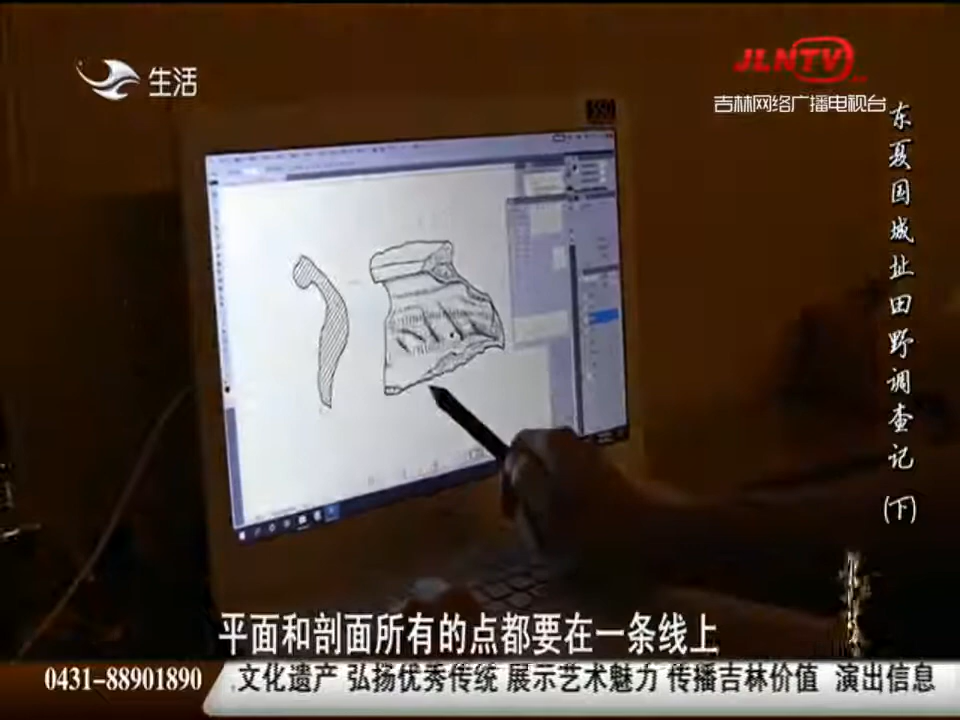 生活
JLNTV
吉林网络广播电视台
东夏国城址田野调查记(下)
平面和剖面所有的点都要在一条线上
0431-88901890
文化遗产 弘扬优秀传统 展示艺术魅力 传播吉林价值 演出信息